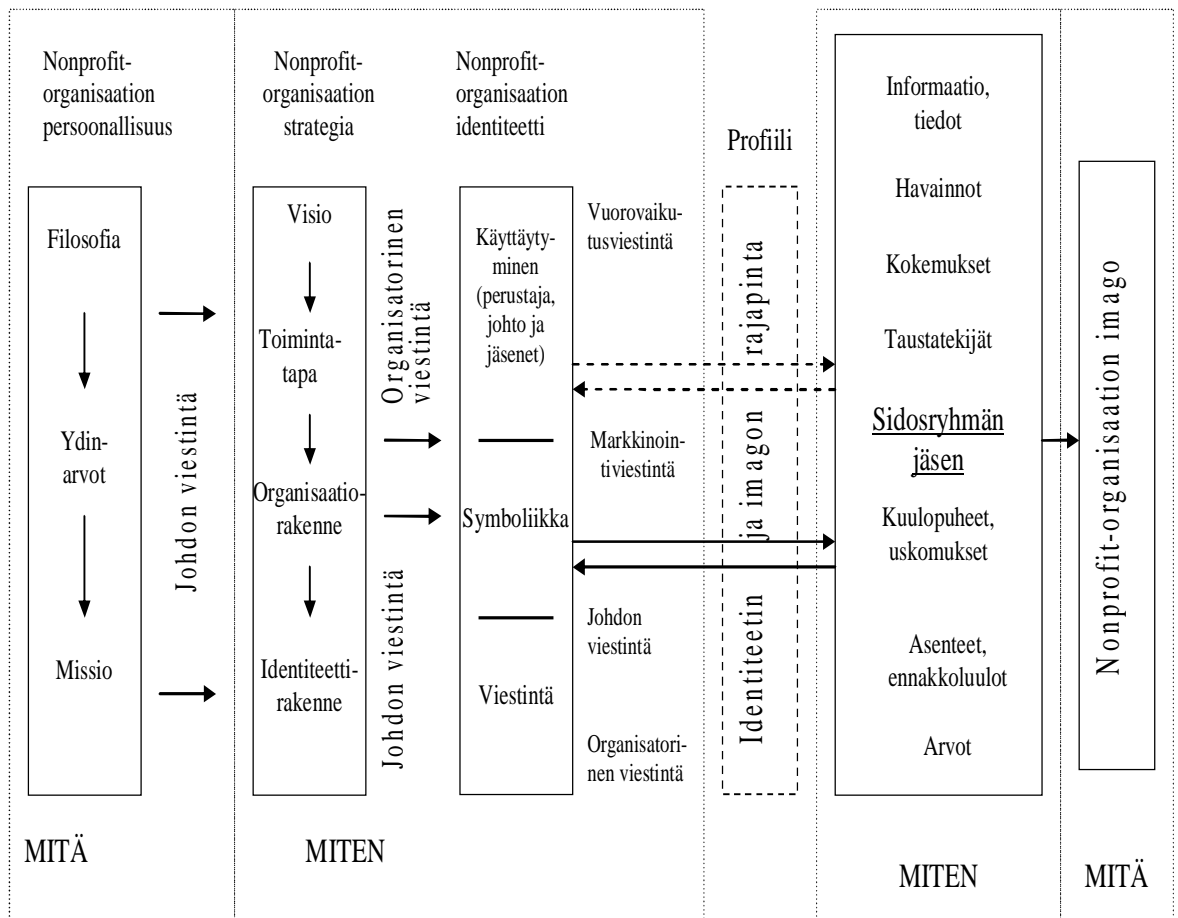 Nonprofit-
organisaation
persoonallisuus
Filosofia
Ydin-
arvot
Missio
Johdon viestintä
MITÄ
Nonprofit-
organisaation
strategia
Visio
Toiminta-
tapa
Organisaatio-
rakenne
Identiteetti-
rakenne
Organisatorinen
viestintä
Johdon viestintä
MITEN
Nonprofit-
organisaation
identiteetti
Käyttäyty-
minen
(perustaja,
johto ja
jäsenet)
Symboliikka
Viestintä
Vuorovaiku-
tusviestintä
Markkinoin-
tiviestintä
Johdon
viestintä
Organisatori-
nen viestintä
Profiili
Identiteetin ja imagon rajapinta
Informaatio,
tiedot
Havainnot
Kokemukset
Taustatekijät
Sidosryhmän
jäsen
Kuulopuheet,
uskomukset
Asenteet,
ennakkoluulot
Arvot
MITEN
Nonprofit-organisaation imago
MITÄ